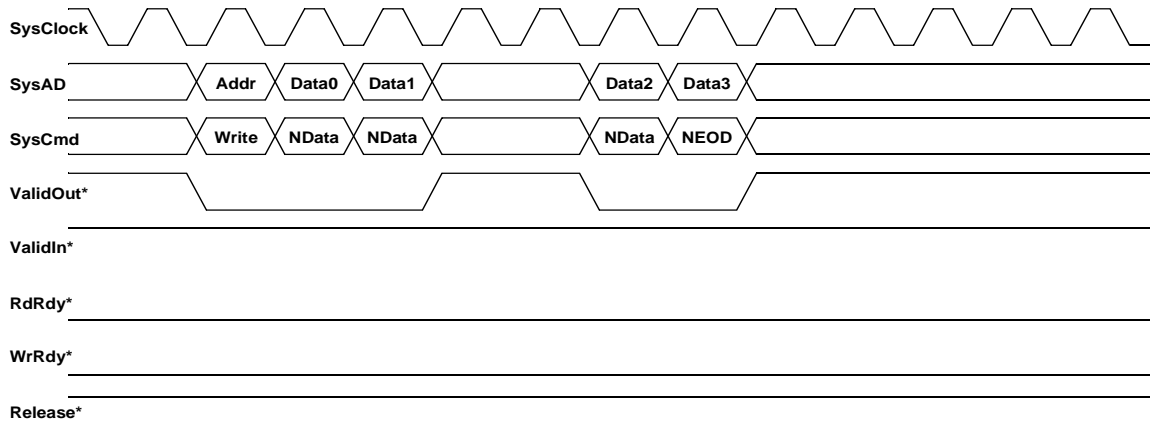 SysClock
SysAD Addr Data0 Data1 Data2 Data3
SysCmd Write NData NData NData NEOD
ValidOut*
ValidIn*
RdRdy*
WrRdy*
Release*